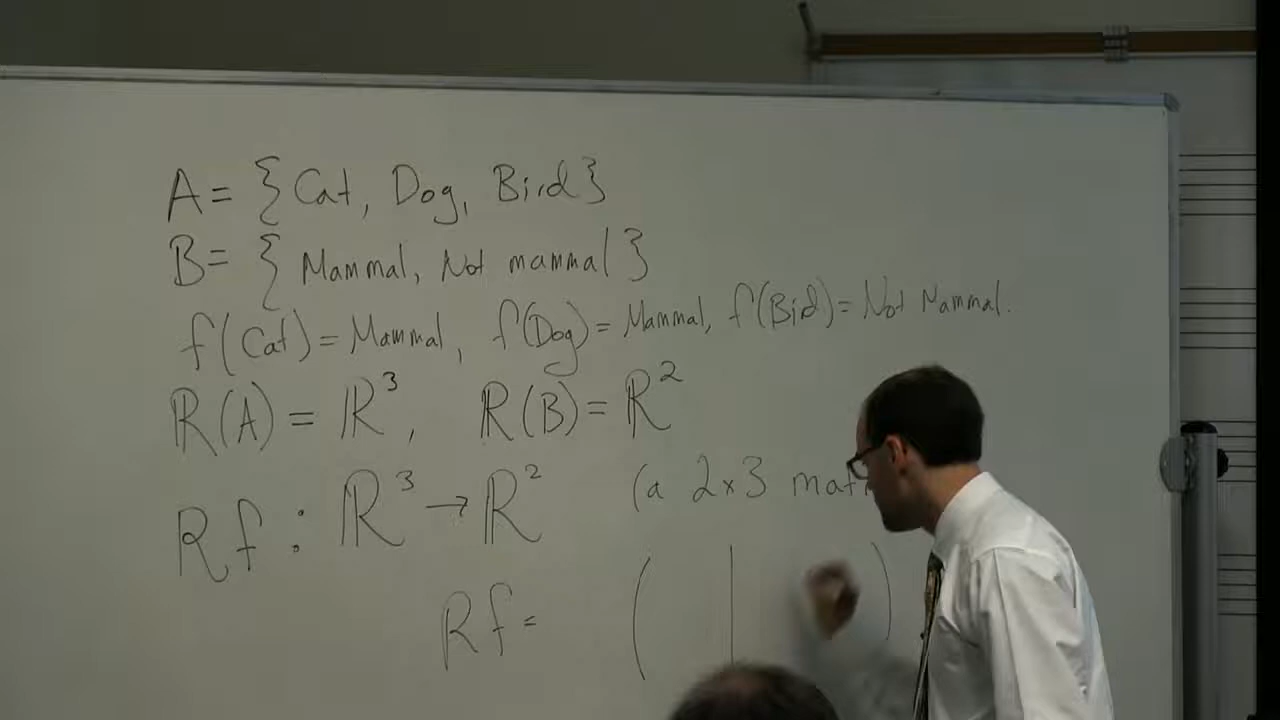 A = { Cat, Dog, Bird }
B = { Mammal, Not mammal }
f(Cat) = Mammal, f(Dog) = Mammal, f(Bird) = Not Mammal.
ℝ(A) = ℝ³, ℝ(B) = ℝ²
Rf : ℝ³ → ℝ² (a 2x3
Rf = ( | )